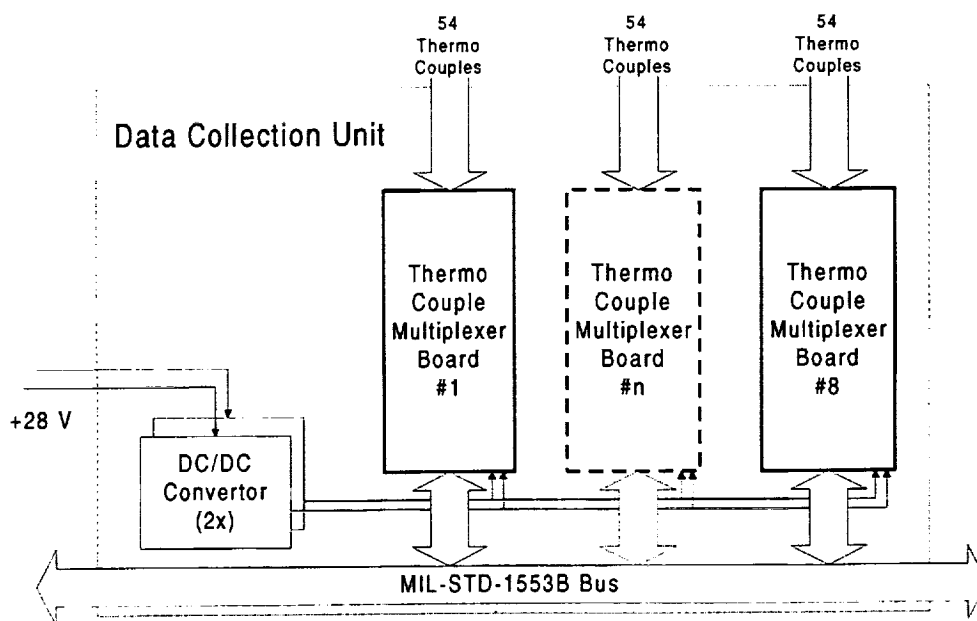 54
Thermo
Couples
54
Thermo
Couples
54
Thermo
Couples
Data Collection Unit
Thermo
Couple
Multiplexer
Board
#1
Thermo
Couple
Multiplexer
Board
#n
Thermo
Couple
Multiplexer
Board
#8
+28 V
DC/DC
Convertor
(2x)
MIL-STD-1553B Bus